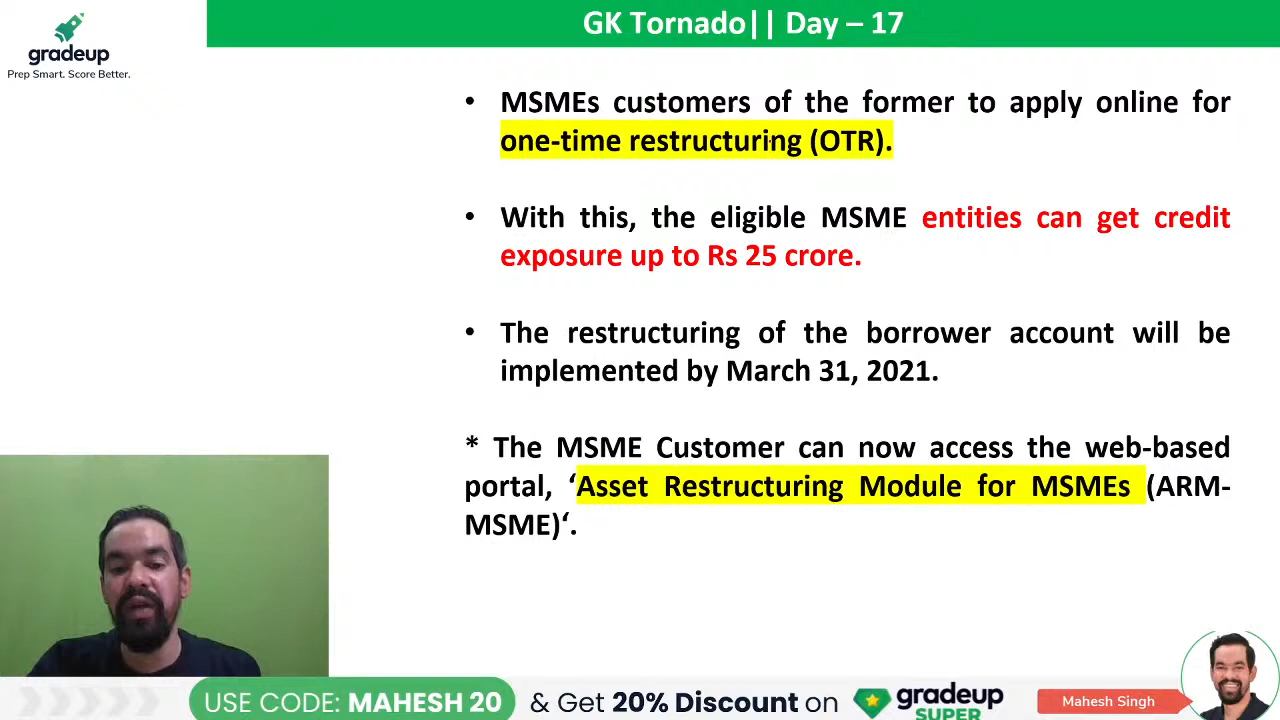 GK Tornado|| Day – 17
gradeup
Prep Smart. Score Better.
• MSMEs customers of the former to apply online for
one-time restructuring (OTR).
• With this, the eligible MSME entities can get credit
exposure up to Rs 25 crore.
• The restructuring of the borrower account will be
implemented by March 31, 2021.
* The MSME Customer can now access the web-based
portal, ‘Asset Restructuring Module for MSMEs (ARM-
MSME)‘.
USE CODE: MAHESH 20 & Get 20% Discount on gradeup
SUPER
Mahesh Singh